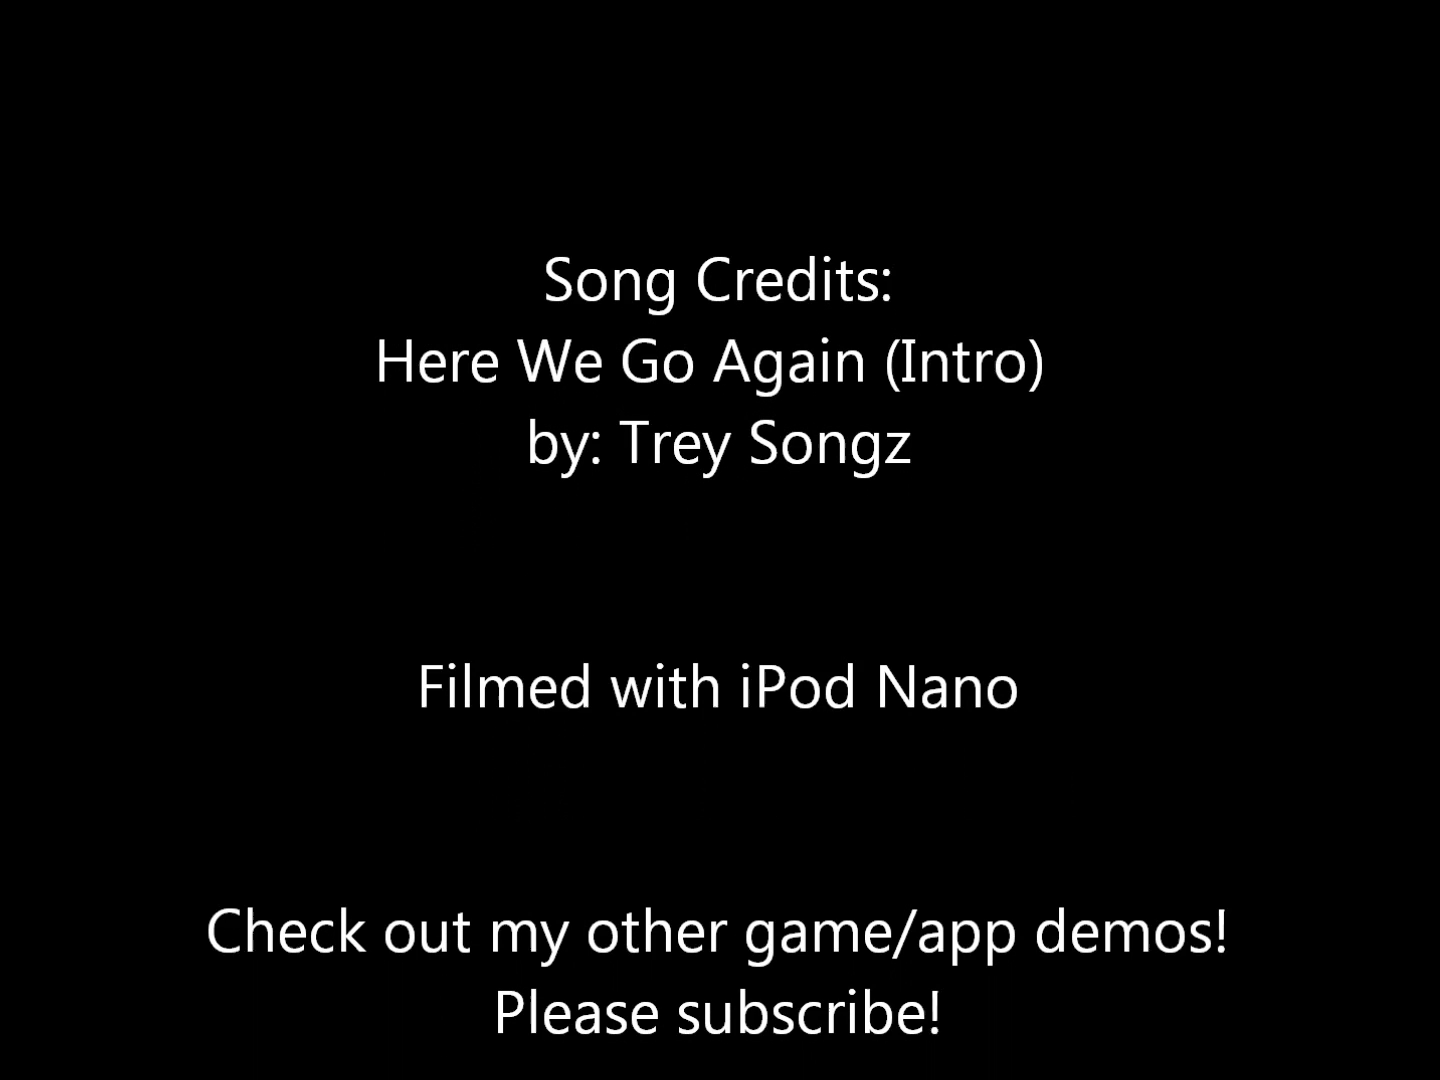 Song Credits:
Here We Go Again (Intro)
by: Trey Songz
Filmed with iPod Nano
Check out my other game/app demos!
Please subscribe!